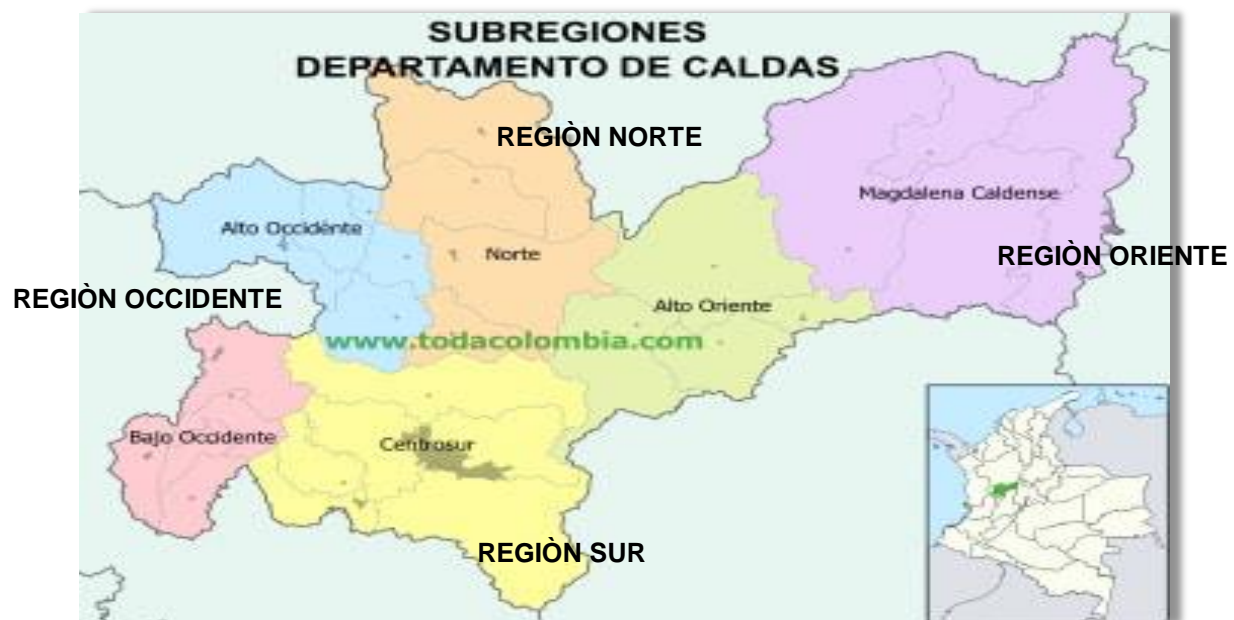 SUBREGIONES
DEPARTAMENTO DE CALDAS
REGIÒN NORTE
Magdalena Caldense
Alto Occidénte
Norte
REGIÒN ORIENTE
REGIÒN OCCIDENTE
Alto Oriente
www.todacolombia.com
Bajo Occidente
Centrosur
REGIÒN SUR